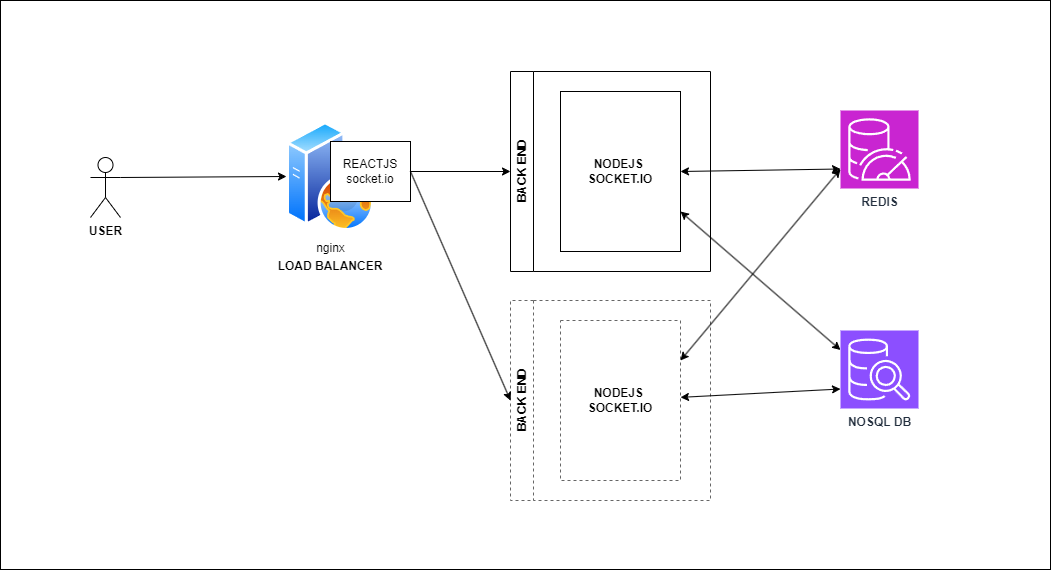 USER
REACTJS
socket.io
nginx
LOAD BALANCER
BACK END
NODEJS
SOCKET.IO
REDIS
BACK END
NODEJS
SOCKET.IO
NOSQL DB